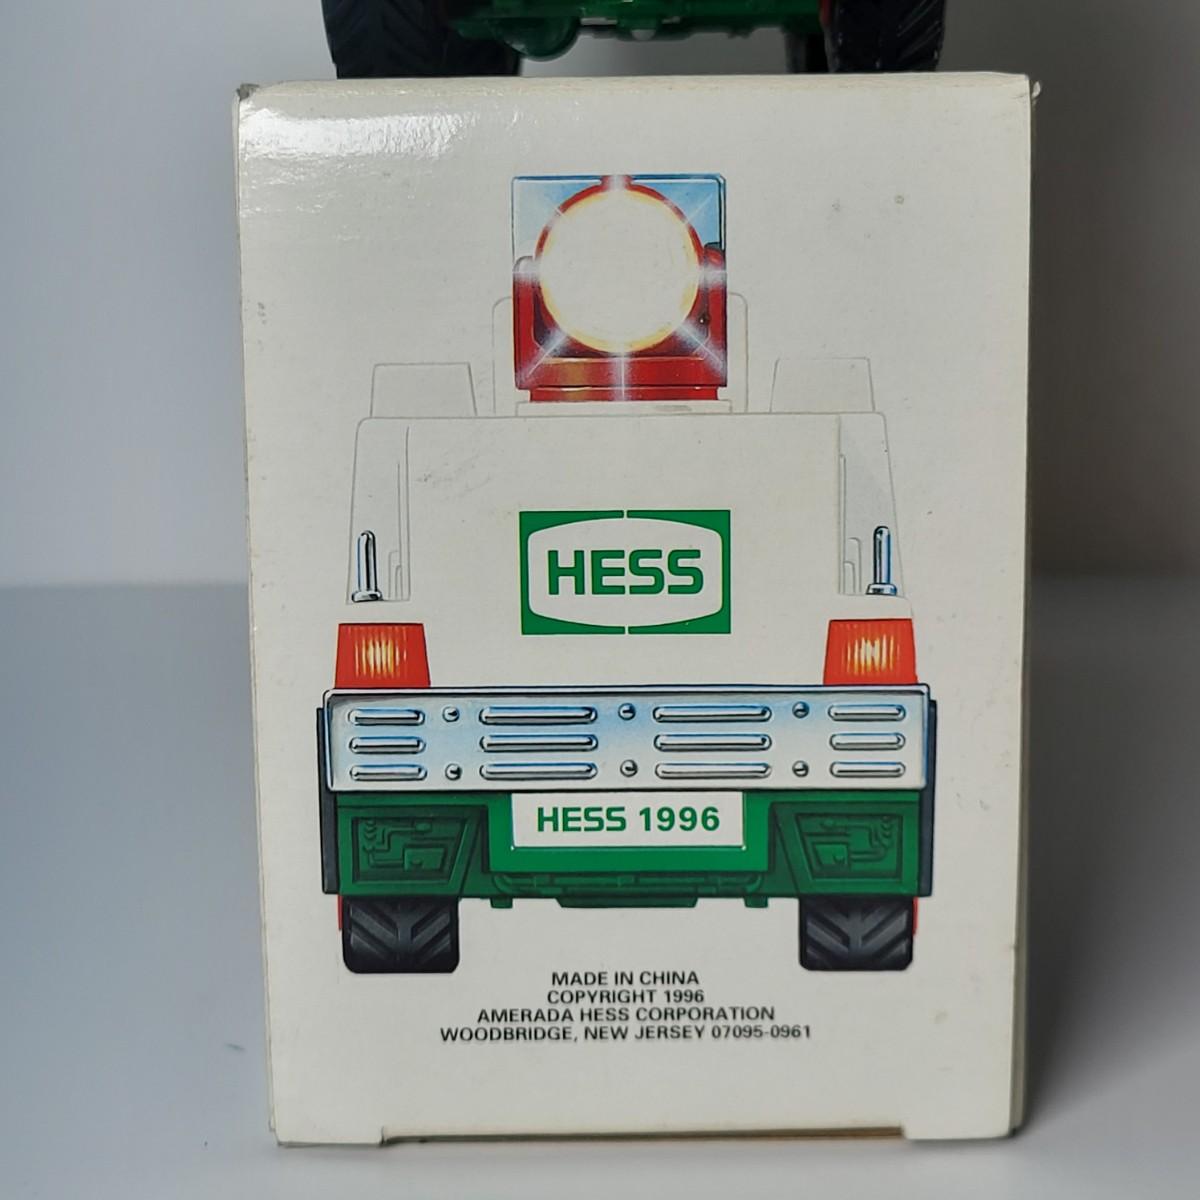 HESS
HESS 1996
MADE IN CHINA
COPYRIGHT 1996
AMERADA HESS CORPORATION
WOODBRIDGE, NEW JERSEY 07095-0961